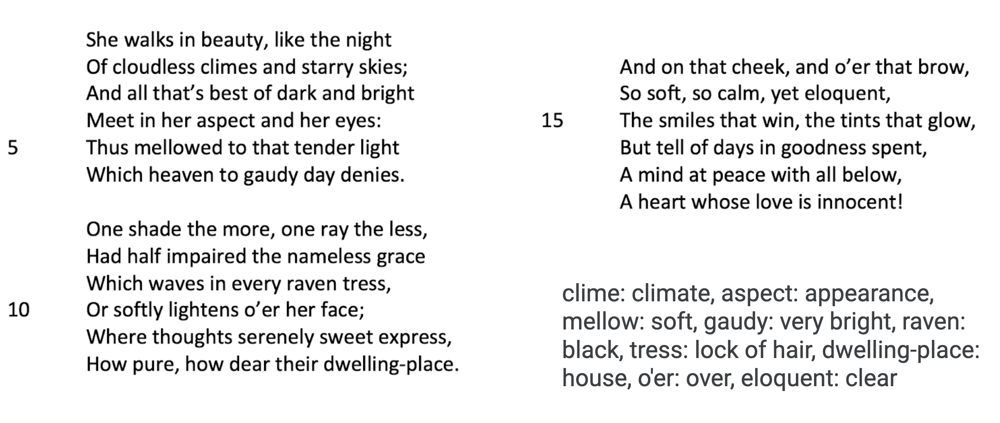 She walks in beauty, like the night
Of cloudless climes and starry skies;
And all that’s best of dark and bright
Meet in her aspect and her eyes:
5 Thus mellowed to that tender light
Which heaven to gaudy day denies.

One shade the more, one ray the less,
Had half impaired the nameless grace
Which waves in every raven tress,
10 Or softly lightens o’er her face;
Where thoughts serenely sweet express,
How pure, how dear their dwelling-place.

And on that cheek, and o’er that brow,
So soft, so calm, yet eloquent,
15 The smiles that win, the tints that glow,
But tell of days in goodness spent,
A mind at peace with all below,
A heart whose love is innocent!

clime: climate, aspect: appearance,
mellow: soft, gaudy: very bright, raven:
black, tress: lock of hair, dwelling-place:
house, o'er: over, eloquent: clear